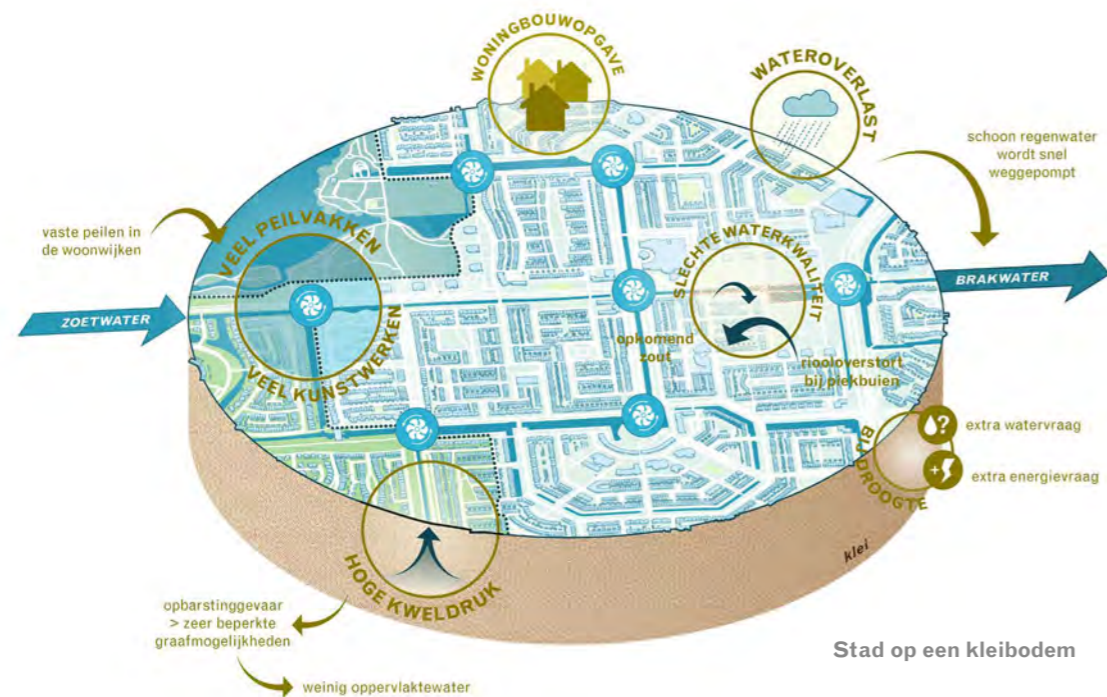 WONINGBOUWOPGAVE
WATEROVERLAST
schoon regenwater
wordt snel
weggepompt
vaste peilen in
de woonwijken
VEEL PEILVAKKEN
VEEL KUNSTWERKEN
ZOETWATER
SLECHTE WATERKWALITEIT
BRAKWATER
opkomend
zout
riooloverstort
bij piekbuien
BIJ DROOGTE
?
extra watervraag
+
extra energievraag
HOGE KWELDRUK
klei
opbarstinggevaar
> zeer beperkte
graafmogelijkheden
weinig oppervlaktewater
Stad op een kleibodem